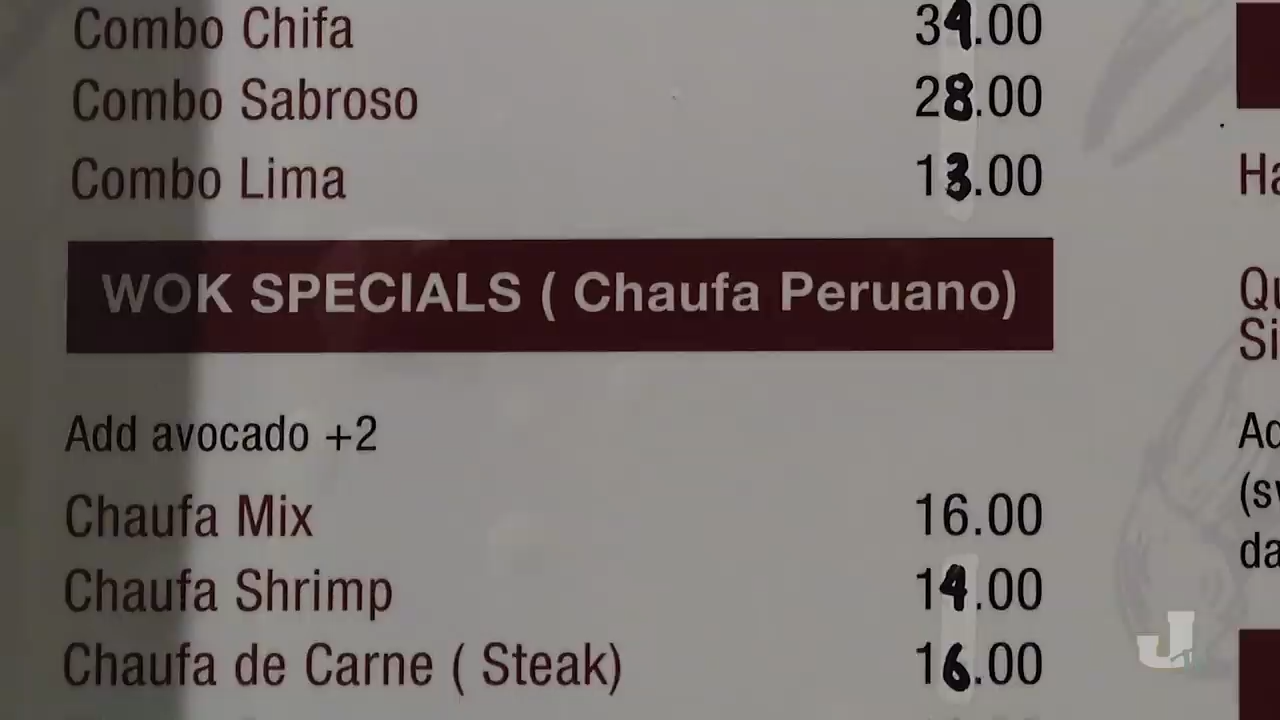 Combo Chifa 34.00
Combo Sabroso 28.00
Combo Lima 13.00
WOK SPECIALS ( Chaufa Peruano)
Add avocado +2
Chaufa Mix 16.00
Chaufa Shrimp 14.00
Chaufa de Carne ( Steak) 16.00